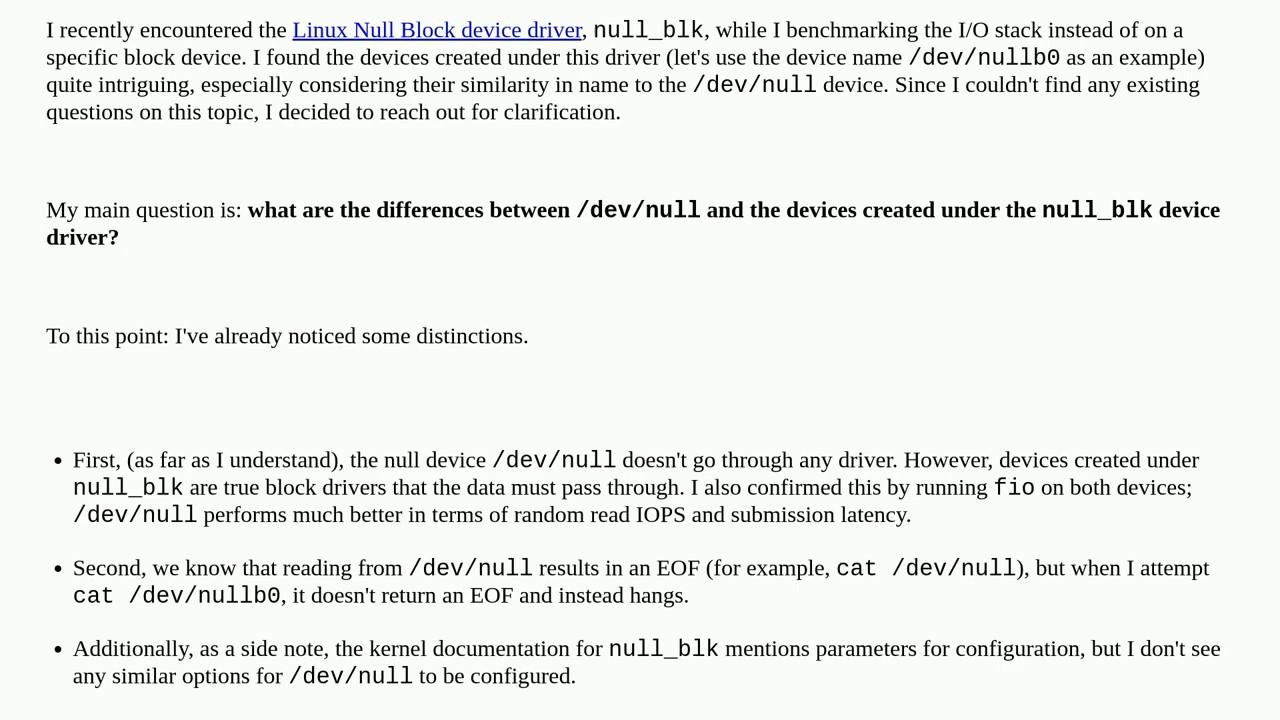 I recently encountered the Linux Null Block device driver, null_blk, while I benchmarking the I/O stack instead of on a
specific block device. I found the devices created under this driver (let's use the device name /dev/nullb0 as an example)
quite intriguing, especially considering their similarity in name to the /dev/null device. Since I couldn't find any existing
questions on this topic, I decided to reach out for clarification.
My main question is: what are the differences between /dev/null and the devices created under the null_blk device
driver?
To this point: I've already noticed some distinctions.
• First, (as far as I understand), the null device /dev/null doesn't go through any driver. However, devices created under
null_blk are true block drivers that the data must pass through. I also confirmed this by running fio on both devices;
/dev/null performs much better in terms of random read IOPS and submission latency.
• Second, we know that reading from /dev/null results in an EOF (for example, cat /dev/null), but when I attempt
cat /dev/nullb0, it doesn't return an EOF and instead hangs.
• Additionally, as a side note, the kernel documentation for null_blk mentions parameters for configuration, but I don't see
any similar options for /dev/null to be configured.